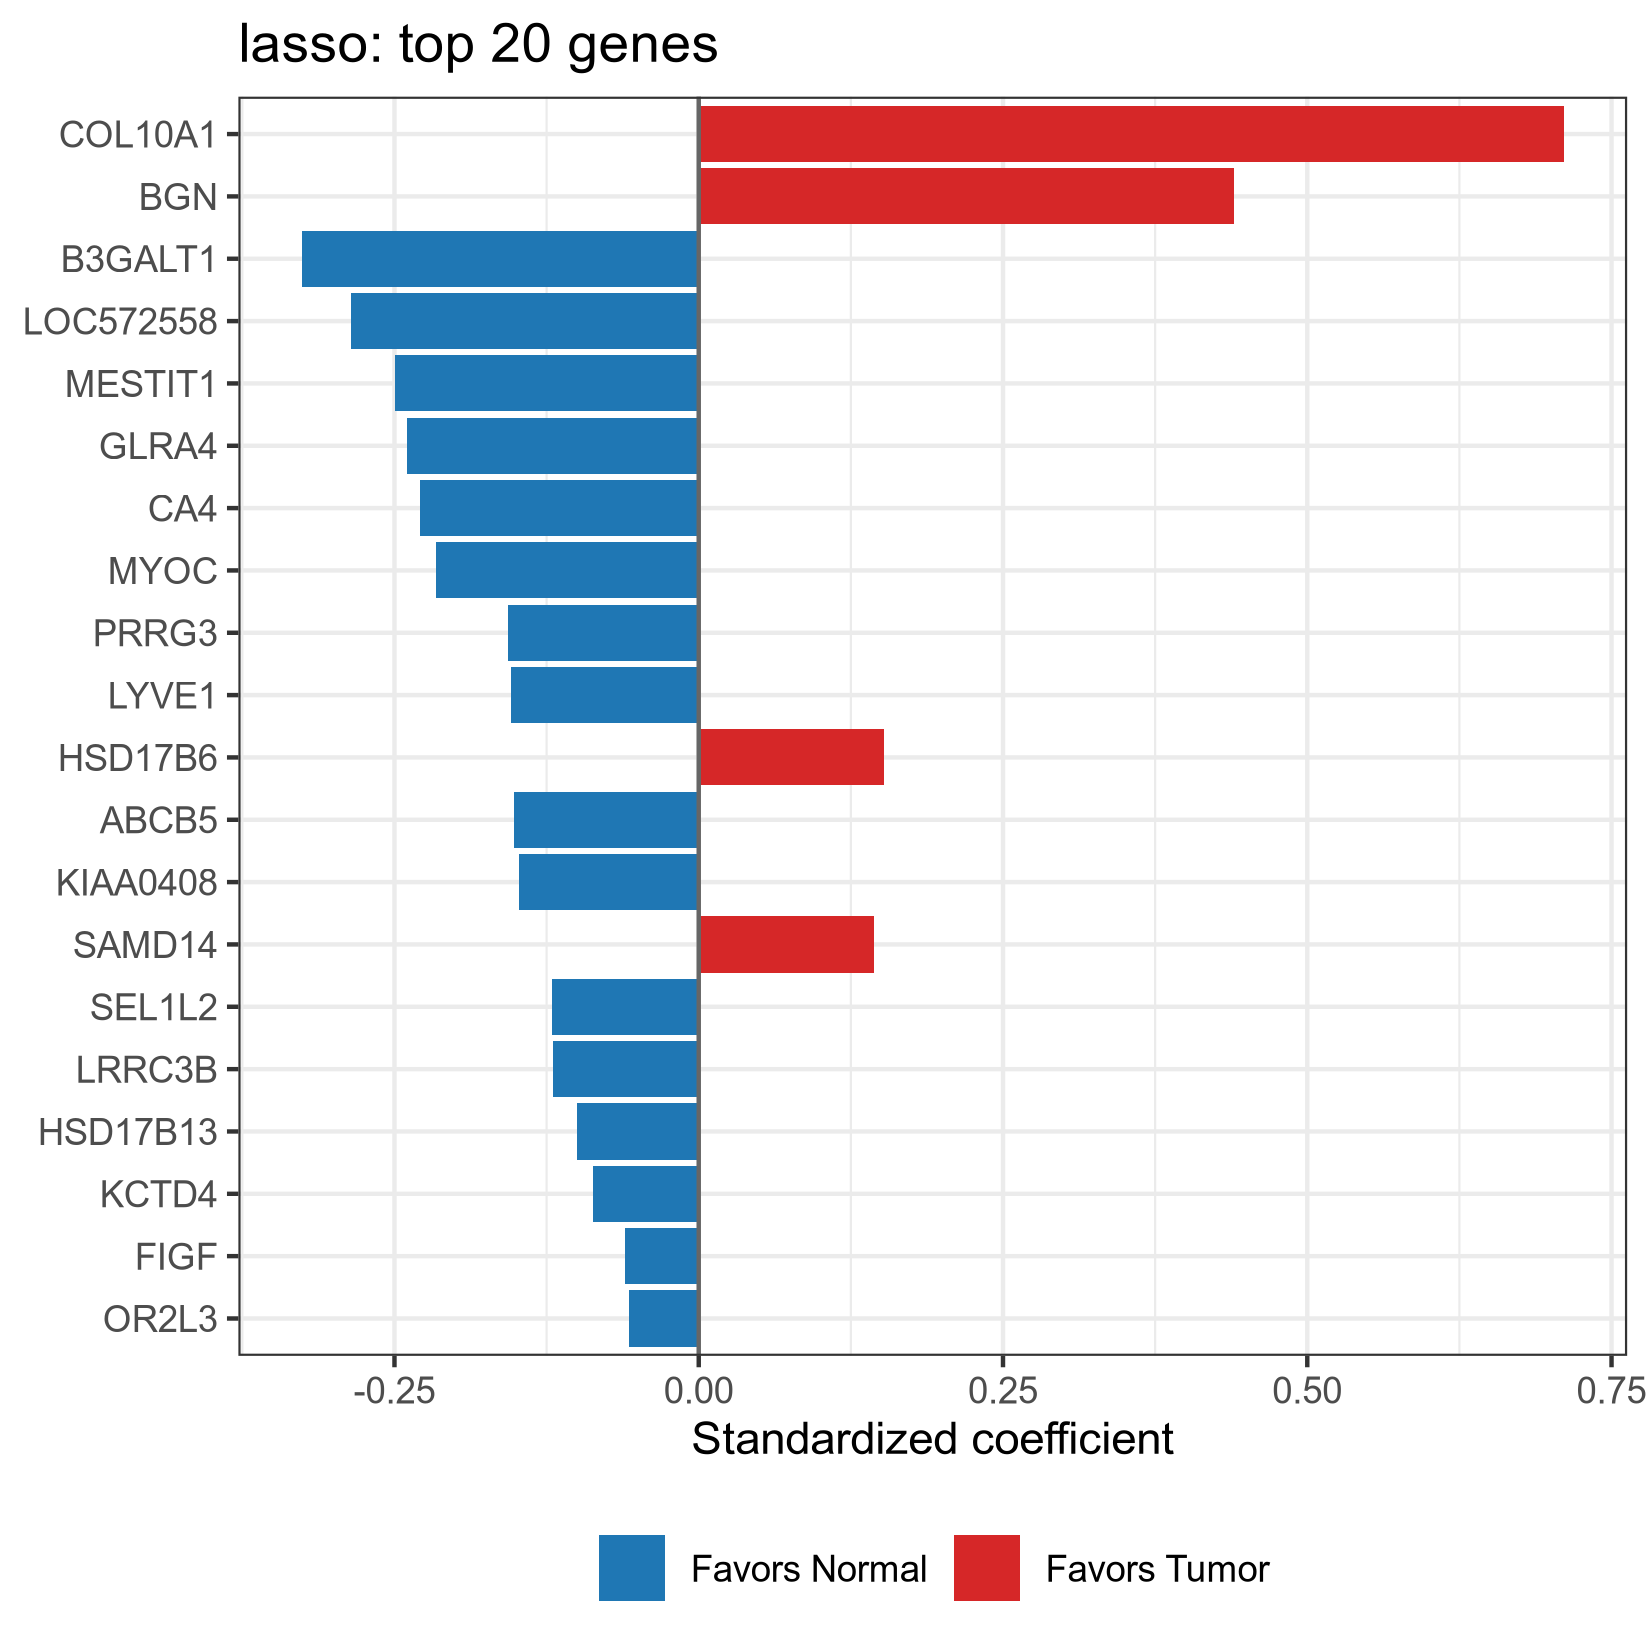 lasso: top 20 genes
COL10A1
BGN
B3GALT1
LOC572558
MESTIT1
GLRA4
CA4
MYOC
PRRG3
LYVE1
HSD17B6
ABCB5
KIAA0408
SAMD14
SEL1L2
LRRC3B
HSD17B13
KCTD4
FIGF
OR2L3
-0.25 0.00 0.25 0.50 0.75
Standardized coefficient
Favors Normal Favors Tumor